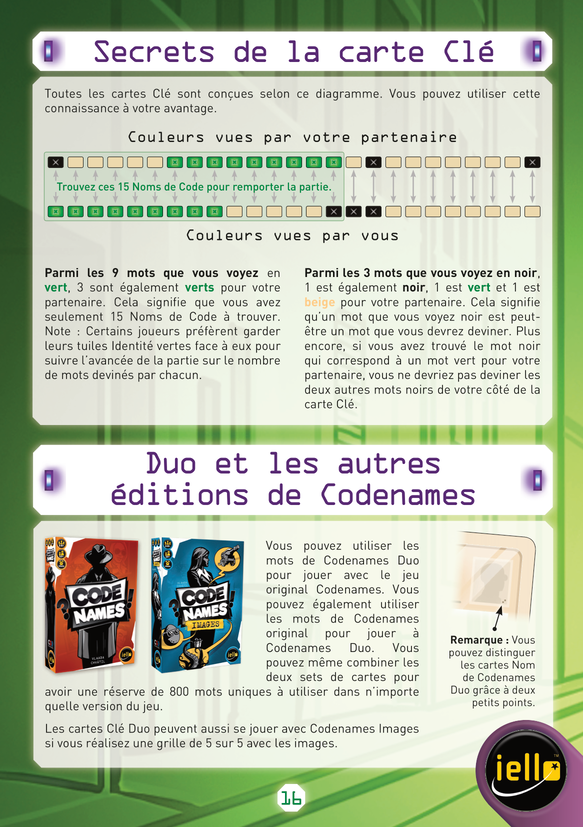 Secrets de la carte Clé
Toutes les cartes Clé sont conçues selon ce diagramme. Vous pouvez utiliser cette
connaissance à votre avantage.
Couleurs vues par votre partenaire
Trouvez ces 15 Noms de Code pour remporter la partie.
Couleurs vues par vous
Parmi les 9 mots que vous voyez en
vert, 3 sont également verts pour votre
partenaire. Cela signifie que vous avez
seulement 15 Noms de Code à trouver.
Note : Certains joueurs préfèrent garder
leurs tuiles Identité vertes face à eux pour
suivre l'avancée de la partie sur le nombre
de mots devinés par chacun.
Parmi les 3 mots que vous voyez en noir,
1 est également noir, 1 est vert et 1 est
beige pour votre partenaire. Cela signifie
qu'un mot que vous voyez noir est peut-
être un mot que vous devrez deviner. Plus
encore, si vous avez trouvé le mot noir
qui correspond à un mot vert pour votre
partenaire, vous ne devriez pas deviner les
deux autres mots noirs de votre côté de la
carte Clé.
Duo et les autres
éditions de Codenames
CODE
NAMES
CODE
NAMES
IMAGES
iello
iello
Vous pouvez utiliser les
mots de Codenames Duo
pour jouer avec le jeu
original Codenames. Vous
pouvez également utiliser
les mots de Codenames
original pour jouer à
Codenames Duo. Vous
pouvez même combiner les
deux sets de cartes pour
avoir une réserve de 800 mots uniques à utiliser dans n'importe
quelle version du jeu.
Les cartes Clé Duo peuvent aussi se jouer avec Codenames Images
si vous réalisez une grille de 5 sur 5 avec les images.
Remarque : Vous
pouvez distinguer
les cartes Nom
de Codenames
Duo grâce à deux
petits points.
iello
16